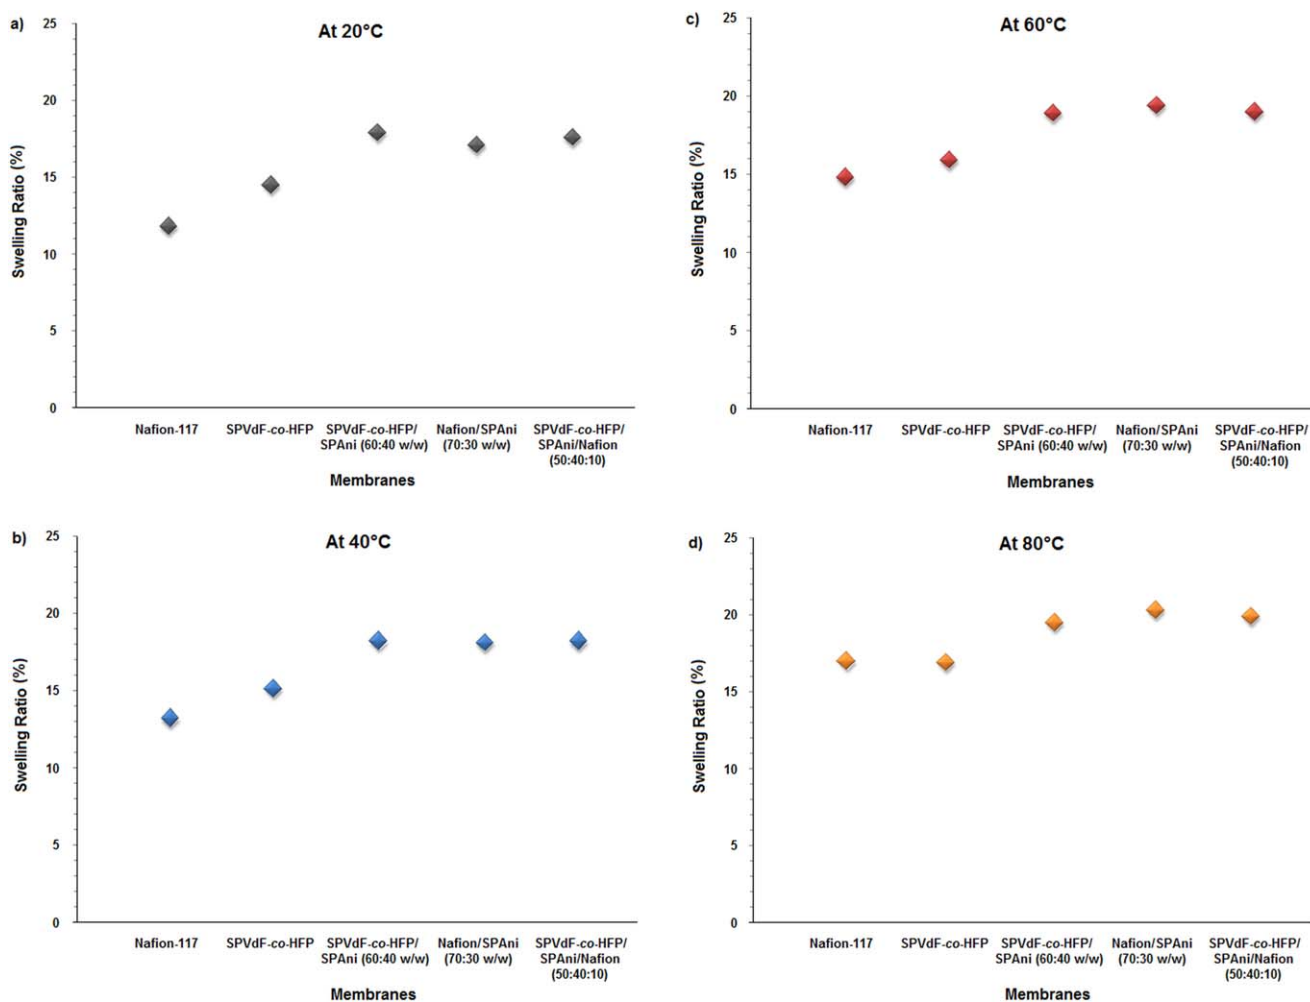 a)
At 20°C
25
20
15
10
5
0
Swelling Ratio (%)
Nafion-117
SPVdF-co-HFP
SPVdF-co-HFP/
SPAni (60:40 w/w)
Nafion/SPAni
(70:30 w/w)
SPVdF-co-HFP/
SPAni/Nafion
(50:40:10)
Membranes
c)
At 60°C
25
20
15
10
5
0
Swelling Ratio (%)
Nafion-117
SPVdF-co-HFP
SPVdF-co-HFP/
SPAni (60:40 w/w)
Nafion/SPAni
(70:30 w/w)
SPVdF-co-HFP/
SPAni/Nafion
(50:40:10)
Membranes
b)
At 40°C
25
20
15
10
5
0
Swelling Ratio (%)
Nafion-117
SPVdF-co-HFP
SPVdF-co-HFP/
SPAni (60:40 w/w)
Nafion/SPAni
(70:30 w/w)
SPVdF-co-HFP/
SPAni/Nafion
(50:40:10)
Membranes
d)
At 80°C
25
20
15
10
5
0
Swelling Ratio (%)
Nafion-117
SPVdF-co-HFP
SPVdF-co-HFP/
SPAni (60:40 w/w)
Nafion/SPAni
(70:30 w/w)
SPVdF-co-HFP/
SPAni/Nafion
(50:40:10)
Membranes